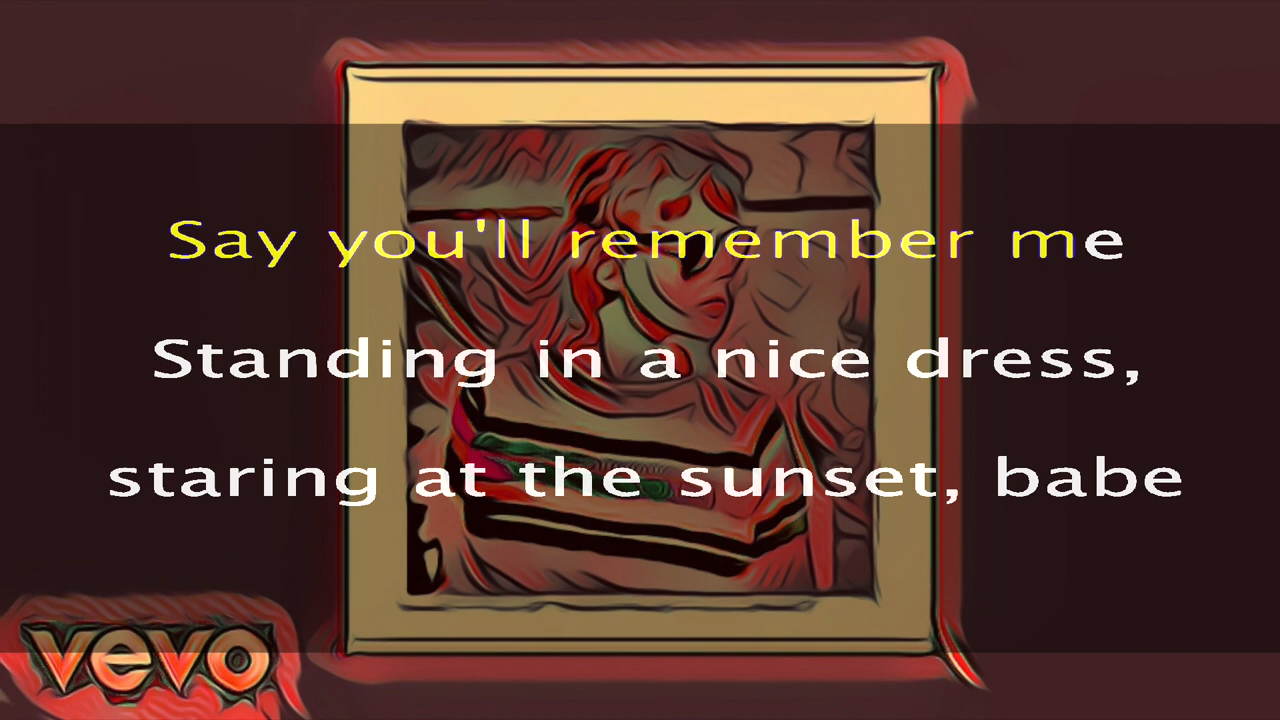 Say you'll remember me
Standing in a nice dress,
staring at the sunset, babe
vevo